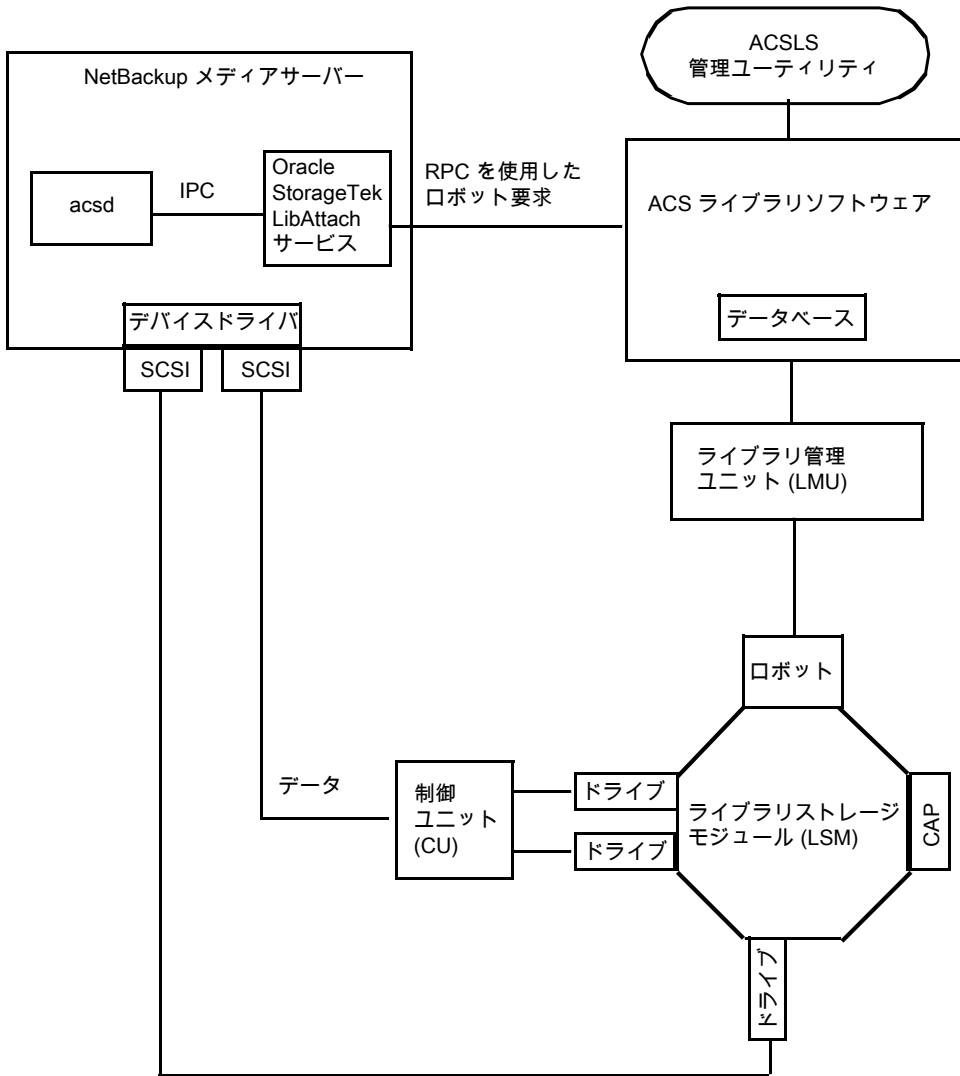 ACSLS
管理ユーティリティ
NetBackup メディアサーバー
acsd
IPC
Oracle
StorageTek
LibAttach
サービス
RPC を使用した
ロボット要求
ACS ライブラリソフトウェア
データベース
デバイスドライバ
SCSI
SCSI
ライブラリ管理
ユニット (LMU)
ロボット
データ
制御
ユニット
(CU)
ドライブ
ドライブ
ライブラリストレージ
モジュール (LSM)
CAP
ドライブ